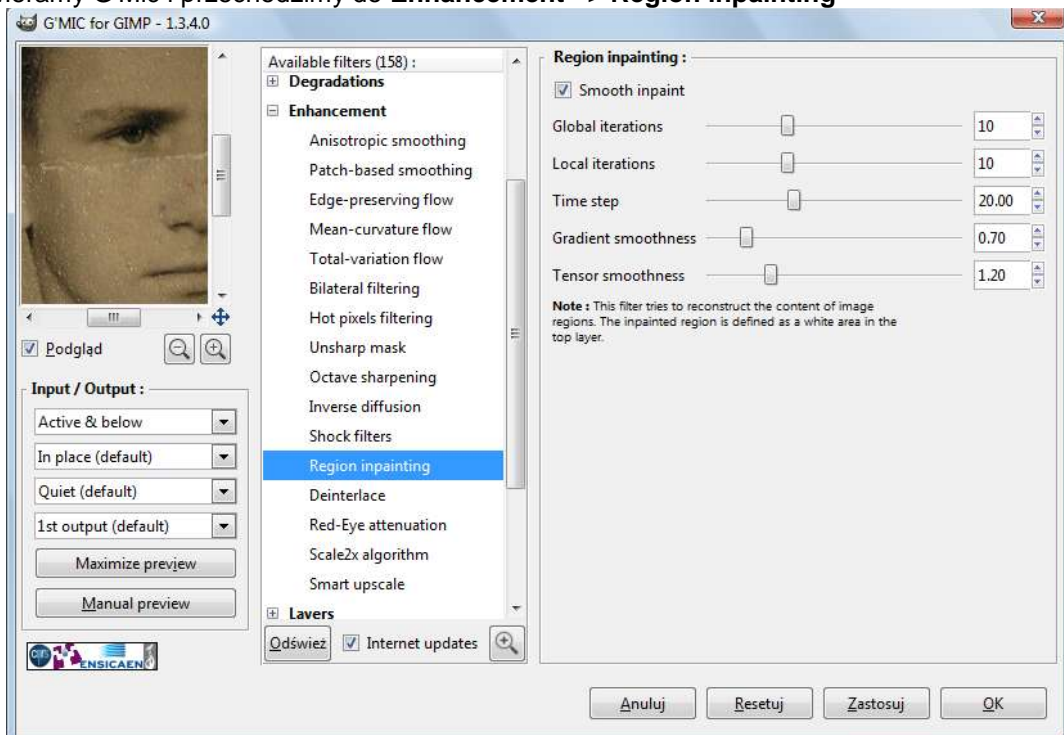 G'Mic i przechodzimy do Enhancement -> Region inpainting
G'MIC for GIMP - 1.3.4.0
Podgląd
Input / Output :
Active & below
In place (default)
Quiet (default)
1st output (default)
Maximize preview
Manual preview
ENSICAEN
Available filters (158) :
Degradations
Enhancement
Anisotropic smoothing
Patch-based smoothing
Edge-preserving flow
Mean-curvature flow
Total-variation flow
Bilateral filtering
Hot pixels filtering
Unsharp mask
Octave sharpening
Inverse diffusion
Shock filters
Region inpainting
Deinterlace
Red-Eye attenuation
Scale2x algorithm
Smart upscale
Layers
Odśwież Internet updates
Region inpainting :
Smooth inpaint
Global iterations 10
Local iterations 10
Time step 20.00
Gradient smoothness 0.70
Tensor smoothness 1.20
Note : This filter tries to reconstruct the content of image
regions. The inpainted region is defined as a white area in the
top layer.
Anuluj Resetuj Zastosuj OK